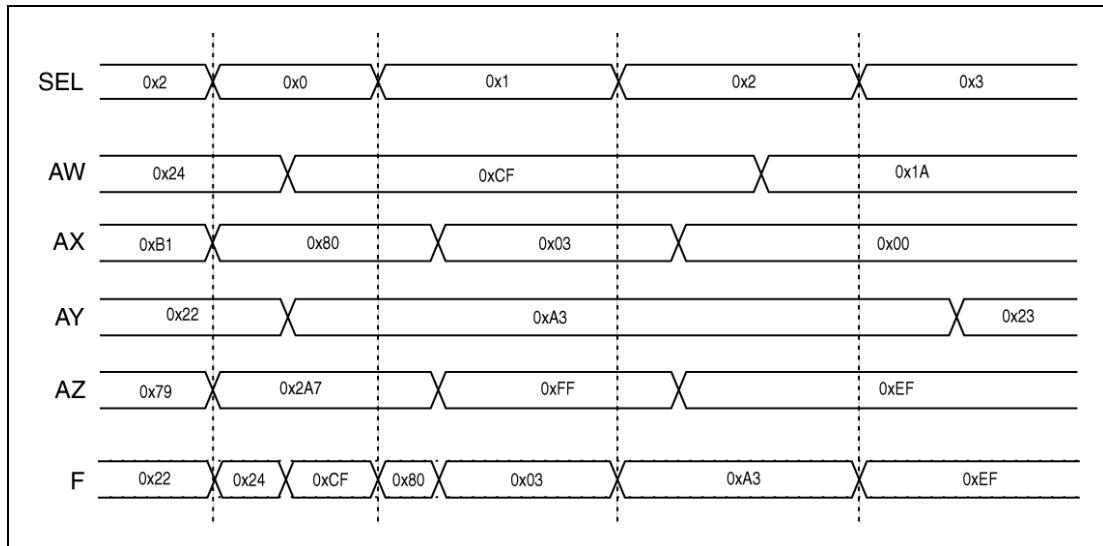 SEL 0x2 0x0 0x1 0x2 0x3
AW 0x24 0xCF 0x1A
AX 0xB1 0x80 0x03 0x00
AY 0x22 0xA3 0x23
AZ 0x79 0x2A7 0xFF 0xEF
F 0x22 0x24 0xCF 0x80 0x03 0xA3 0xEF